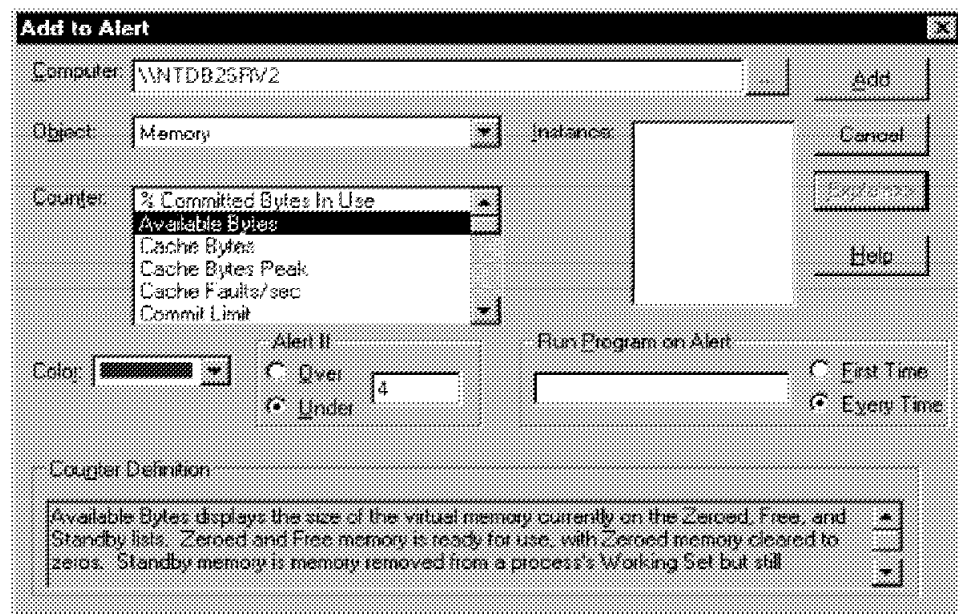 Add to Alert
Computer: \\NTDB2SRV2 ...
Add
Object: Memory
Instance:
Cancel
Counter: % Committed Bytes In Use
Available Bytes
Cache Bytes
Cache Bytes Peak
Cache Faults/sec
Commit Limit
Explain>>
Help
Color:
Alert If
Over
Under
4
Run Program on Alert
First Time
Every Time
Counter Definition
Available Bytes displays the size of the virtual memory currently on the Zeroed, Free, and
Standby lists. Zeroed and Free memory is ready for use, with Zeroed memory cleared to
zeros. Standby memory is memory removed from a process's Working Set but still